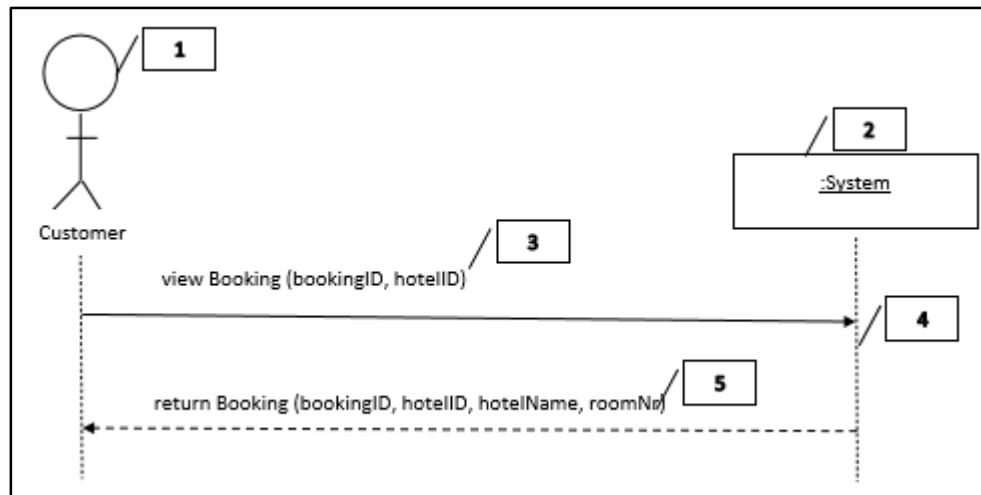 1
2
:System
Customer
3
view Booking (bookingID, hotelID)
4
5
return Booking (bookingID, hotelID, hotelName, roomNr)